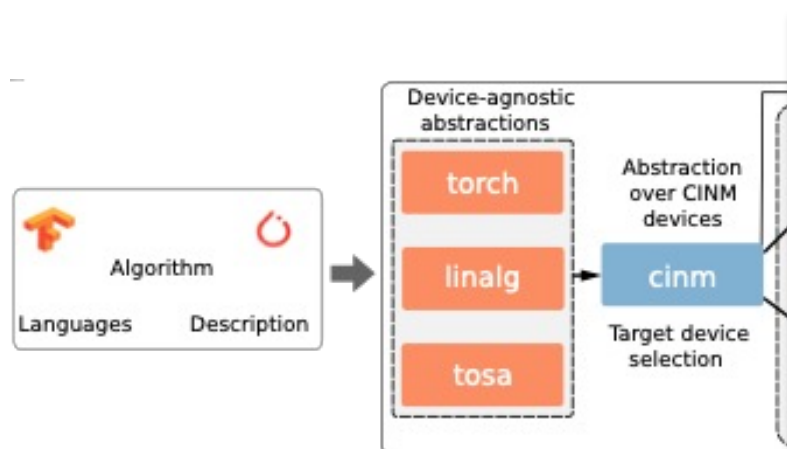 Device-agnostic
abstractions
torch
linalg
tosa
Abstraction
over CINM
devices
cinm
Target device
selection
Algorithm
Languages Description